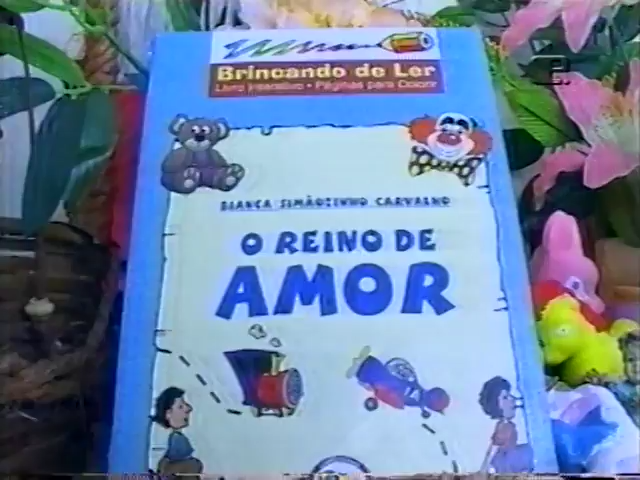 Brincando de Ler
Livro Interativo • Páginas para Colorir
BIANCA SIMÃOZINHO CARVALHO
O REINO DE
AMOR